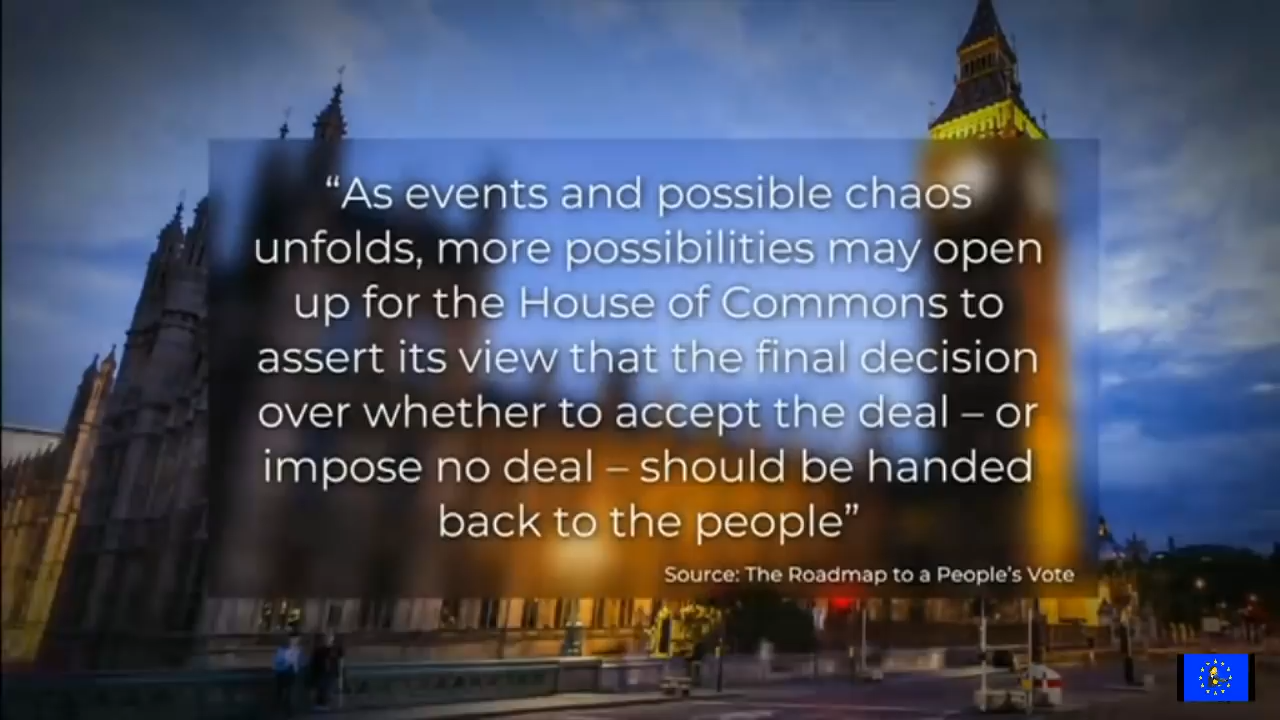 “As events and possible chaos
unfolds, more possibilities may open
up for the House of Commons to
assert its view that the final decision
over whether to accept the deal – or
impose no deal – should be handed
back to the people”
Source: The Roadmap to a People’s Vote